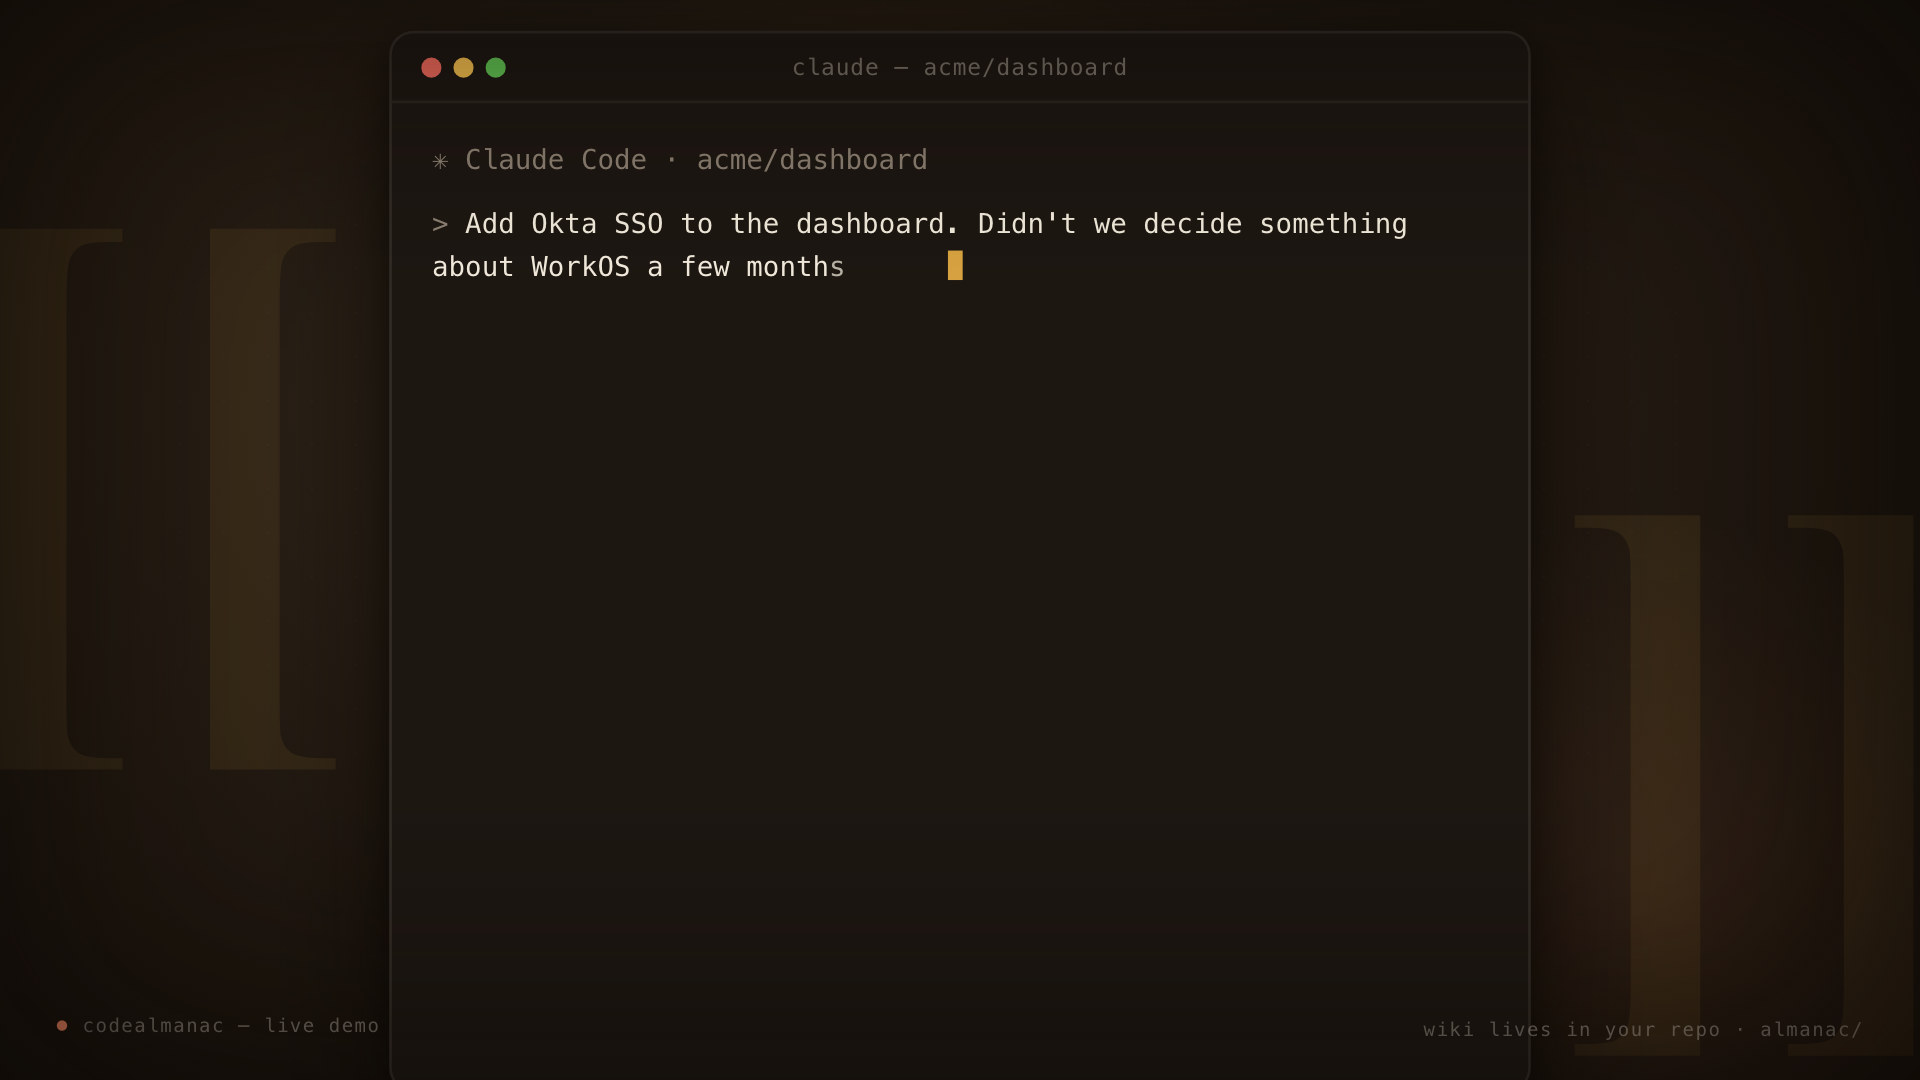 claude — acme/dashboard
✳ Claude Code · acme/dashboard
> Add Okta SSO to the dashboard. Didn't we decide something
about WorkOS a few months
codealmanac — live demo
wiki lives in your repo · almanac/
[[
]]